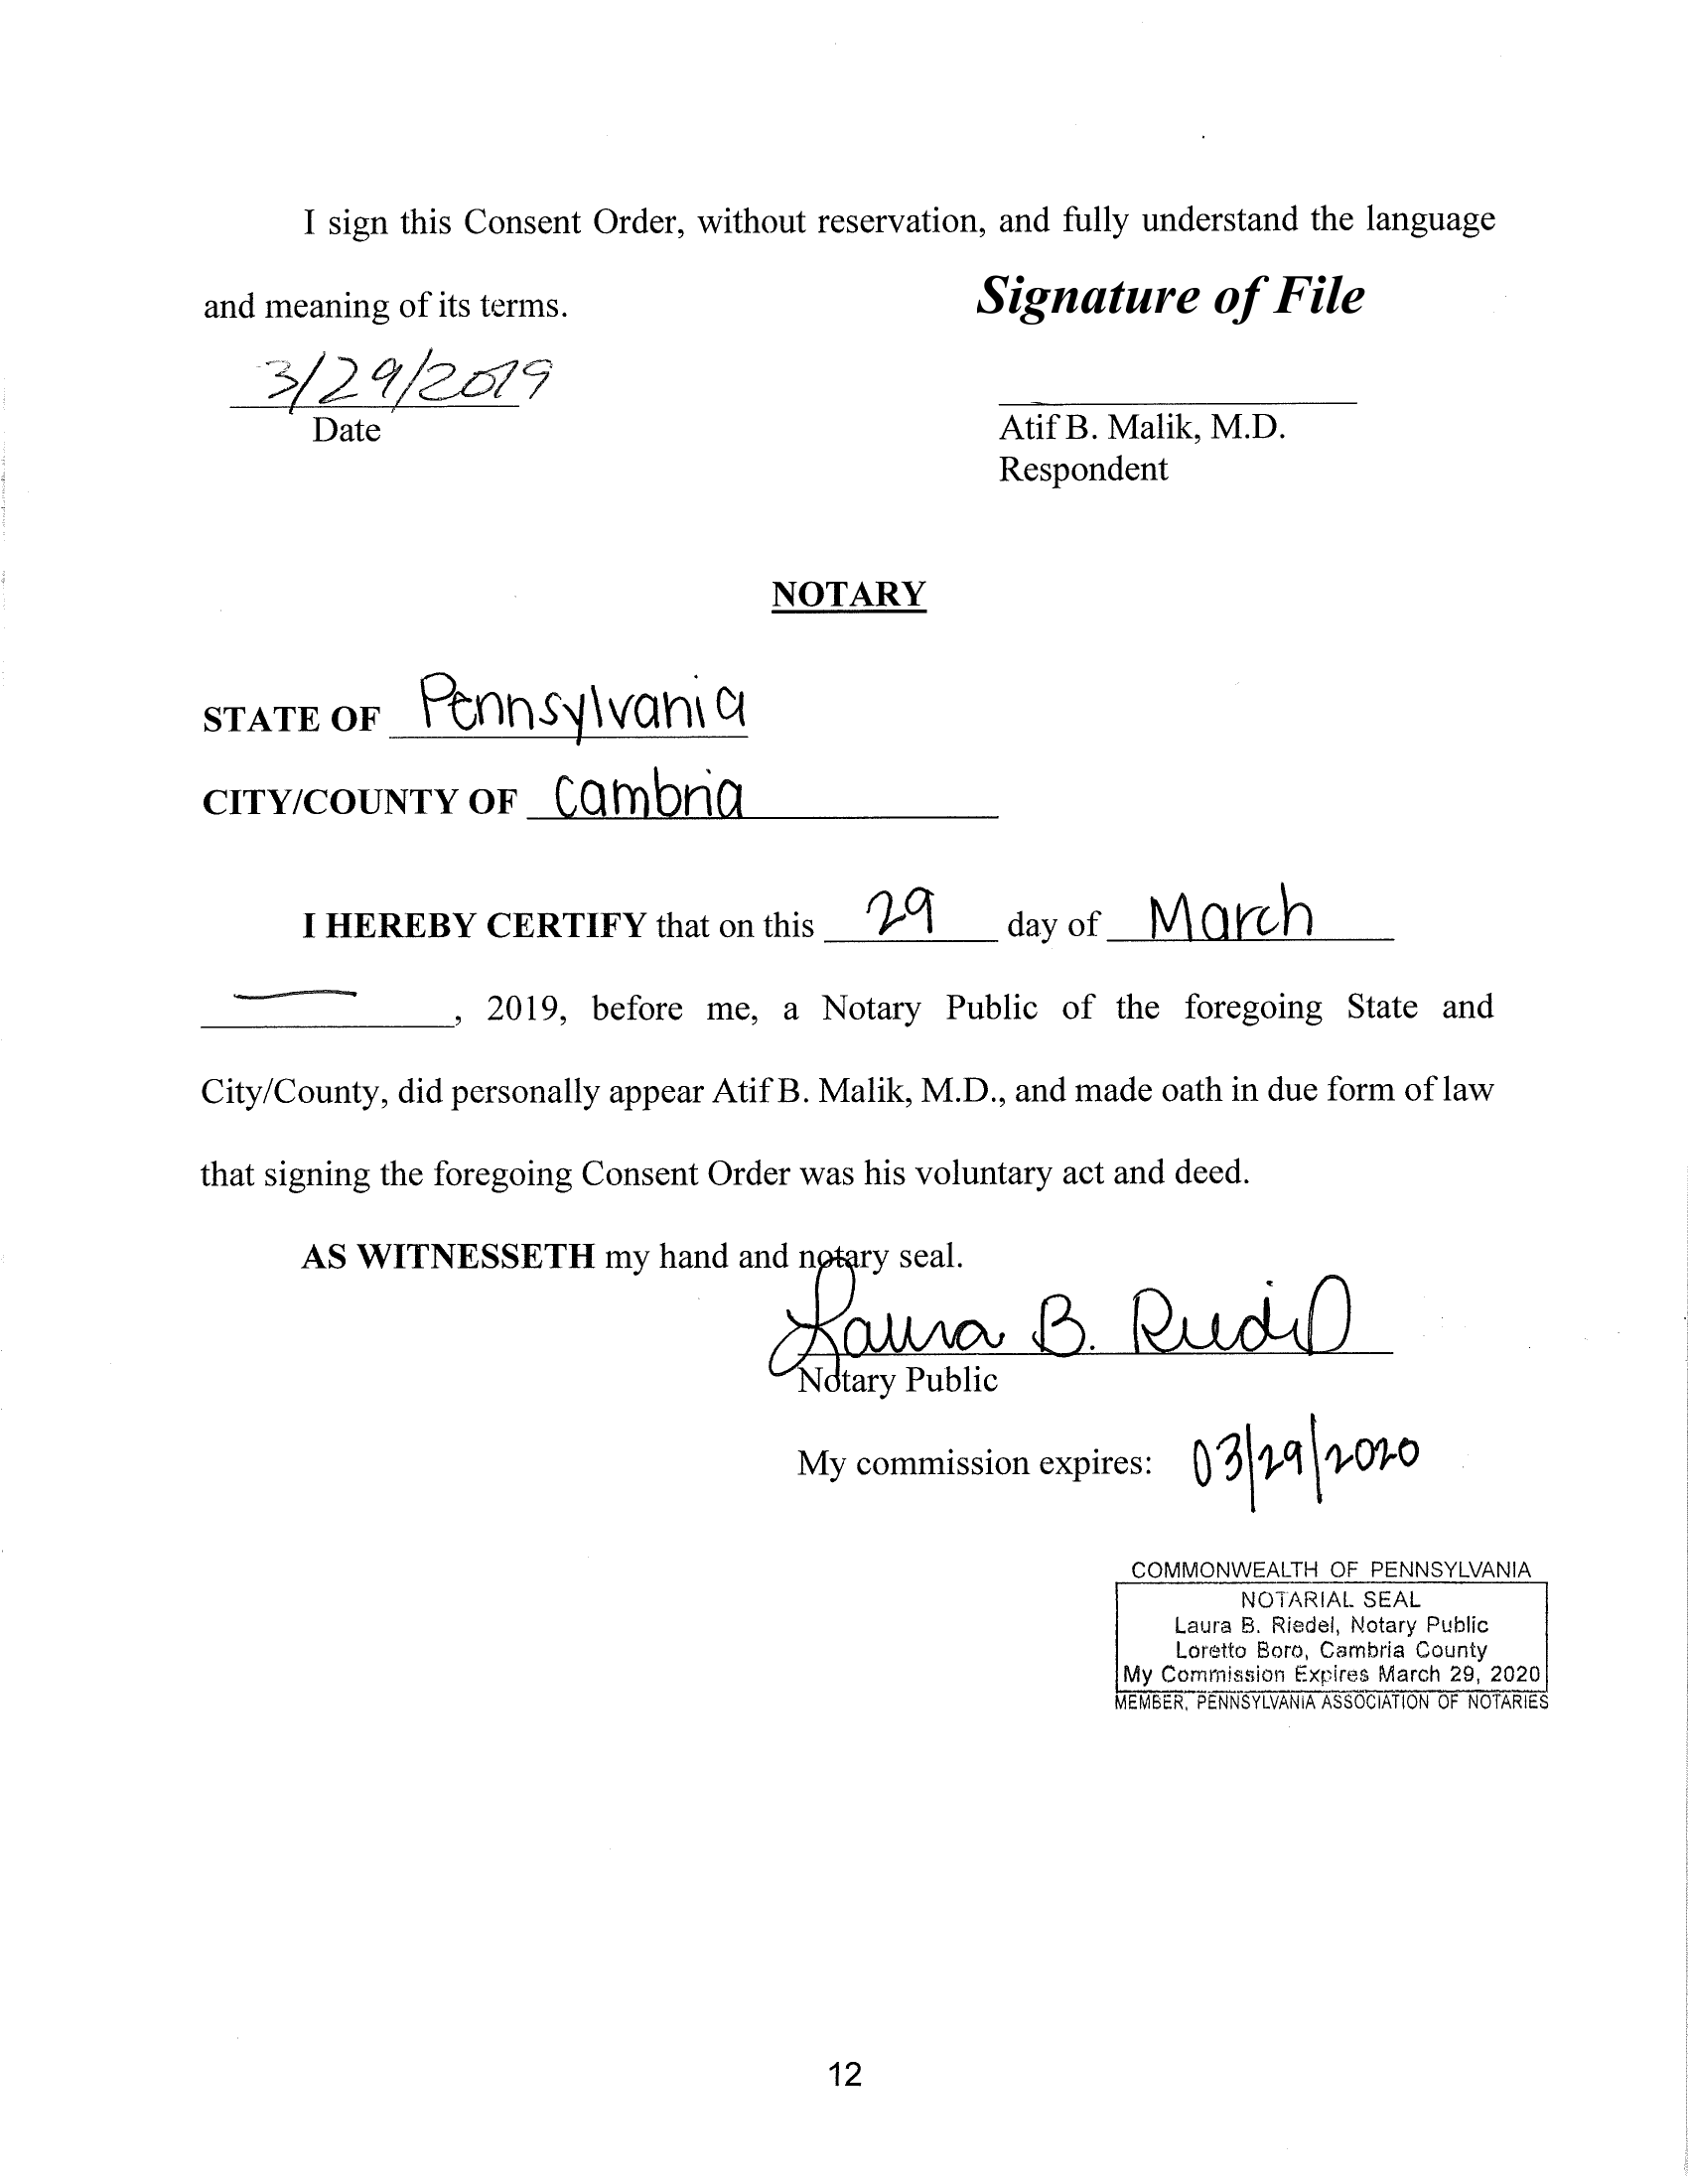 I sign this Consent Order, without reservation, and fully understand the language
and meaning of its terms.
Signature of File
3/29/2019
Date
Atif B. Malik, M.D.
Respondent
NOTARY
STATE OF Pennsylvania
CITY/COUNTY OF Cambria
I HEREBY CERTIFY that on this 29 day of March
, 2019, before me, a Notary Public of the foregoing State and
City/County, did personally appear Atif B. Malik, M.D., and made oath in due form of law
that signing the foregoing Consent Order was his voluntary act and deed.
AS WITNESSETH my hand and notary seal.
Laura B. Riedel
Notary Public
My commission expires: 03/29/2020
COMMONWEALTH OF PENNSYLVANIA
NOTARIAL SEAL
Laura B. Riedel, Notary Public
Loretto Boro, Cambria County
My Commission Expires March 29, 2020
MEMBER, PENNSYLVANIA ASSOCIATION OF NOTARIES
12